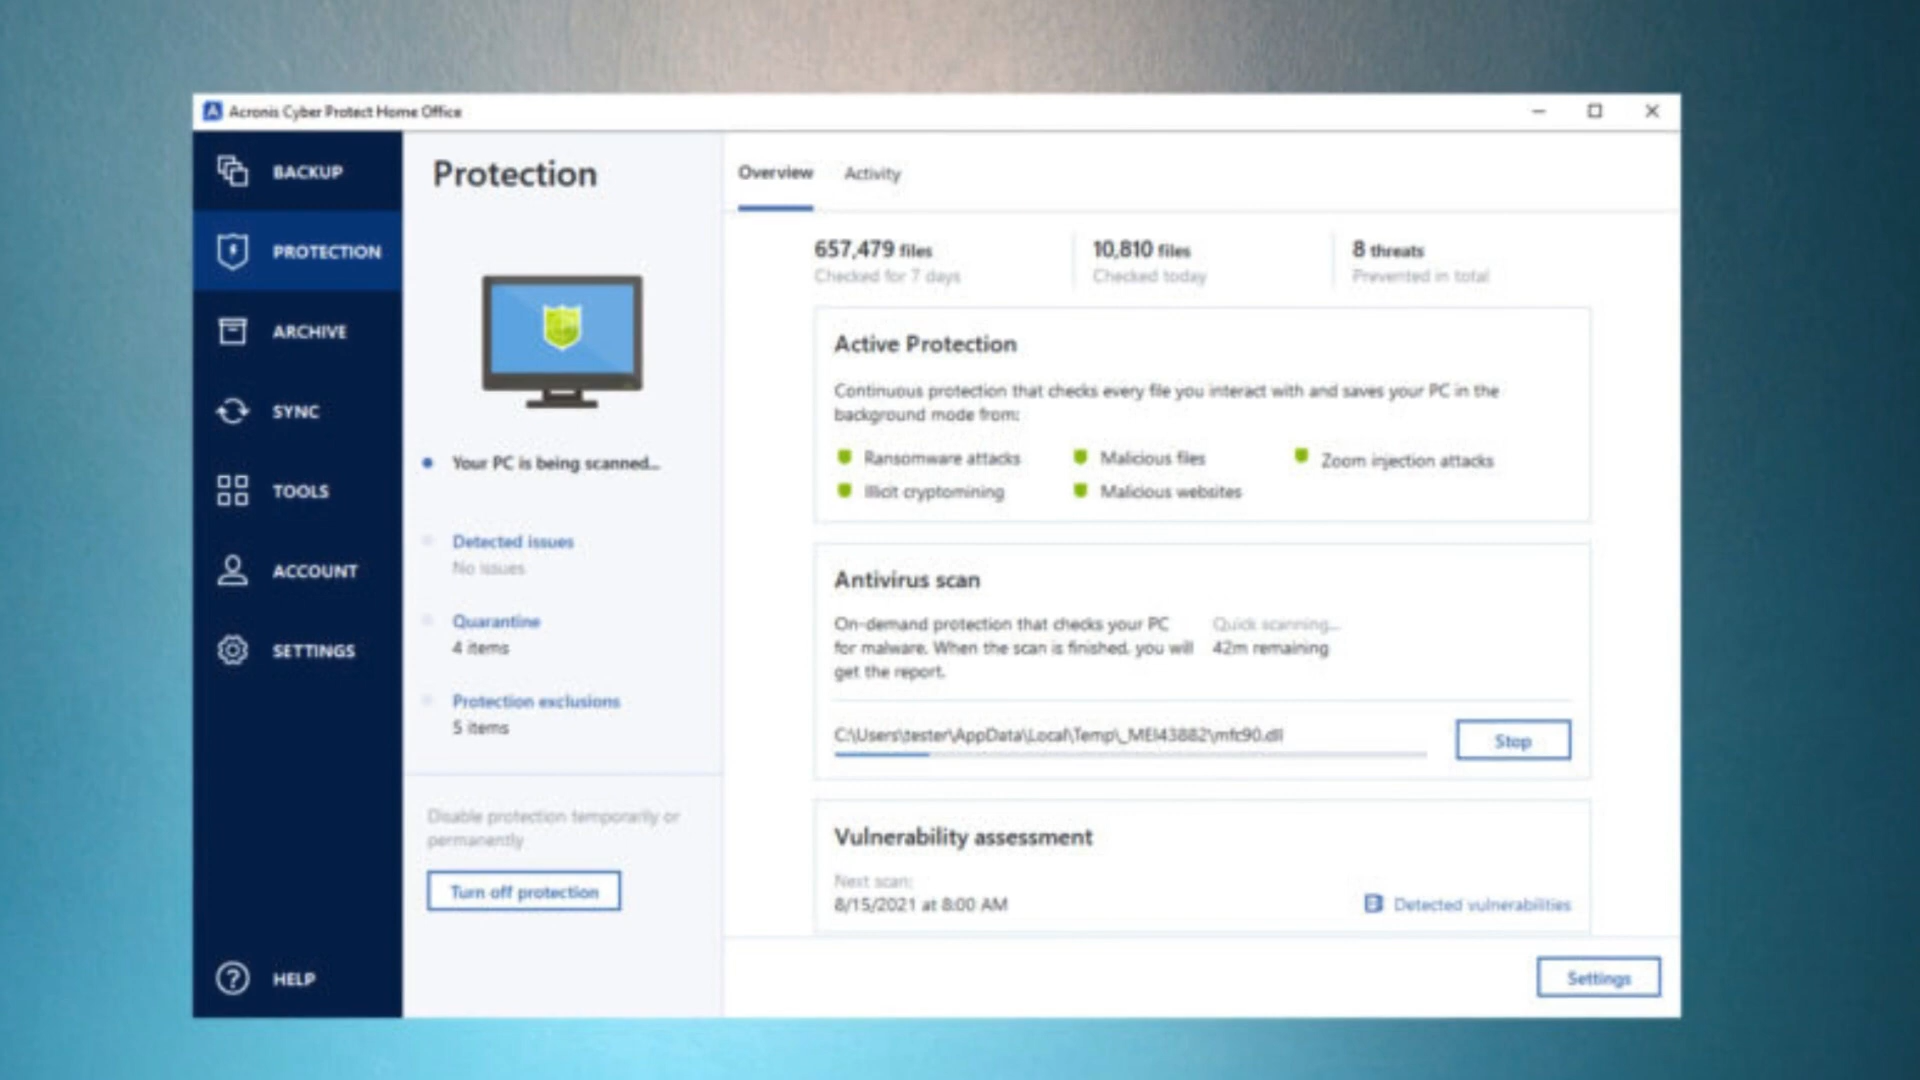 Acronis Cyber Protect Home Office
BACKUP
PROTECTION
ARCHIVE
SYNC
TOOLS
ACCOUNT
SETTINGS
HELP
Protection
Your PC is being scanned...
Detected issues
No issues
Quarantine
4 items
Protection exclusions
5 items
Disable protection temporarily or
permanently
Turn off protection
Overview Activity
657,479 files
Checked for 7 days
10,810 files
Checked today
8 threats
Prevented in total
Active Protection
Continuous protection that checks every file you interact with and saves your PC in the
background mode from:
Ransomware attacks Malicious files Zoom injection attacks
Illicit cryptomining Malicious websites
Antivirus scan
On-demand protection that checks your PC
for malware. When the scan is finished, you will
get the report.
Quick scanning...
42m remaining
C:\Users\tester\AppData\Local\Temp\_MEI43882\mfc90.dll
Stop
Vulnerability assessment
Next scan:
8/15/2021 at 8:00 AM
Detected vulnerabilities
Settings